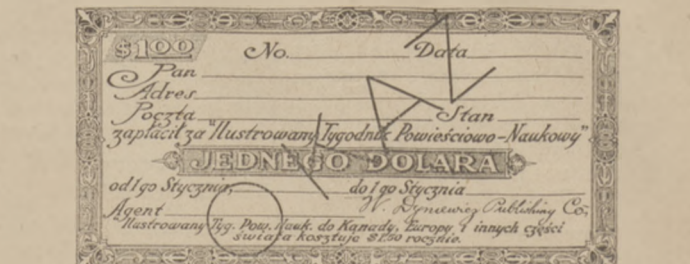 $1.00 No. Data
Pan
Adres
Poczta Stan
zapłacił za "Ilustrowany Tygodnik Powieściowo-Naukowy"
JEDNEGO DOLARA
od 1go Stycznia, do 1go Stycznia
Agent W. Dyniewicz Publishing Co.
Ilustrowany Tyg. Pow. Nauk. do Kanady, Europy i innych części
świata kosztuje $1.50 rocznie.